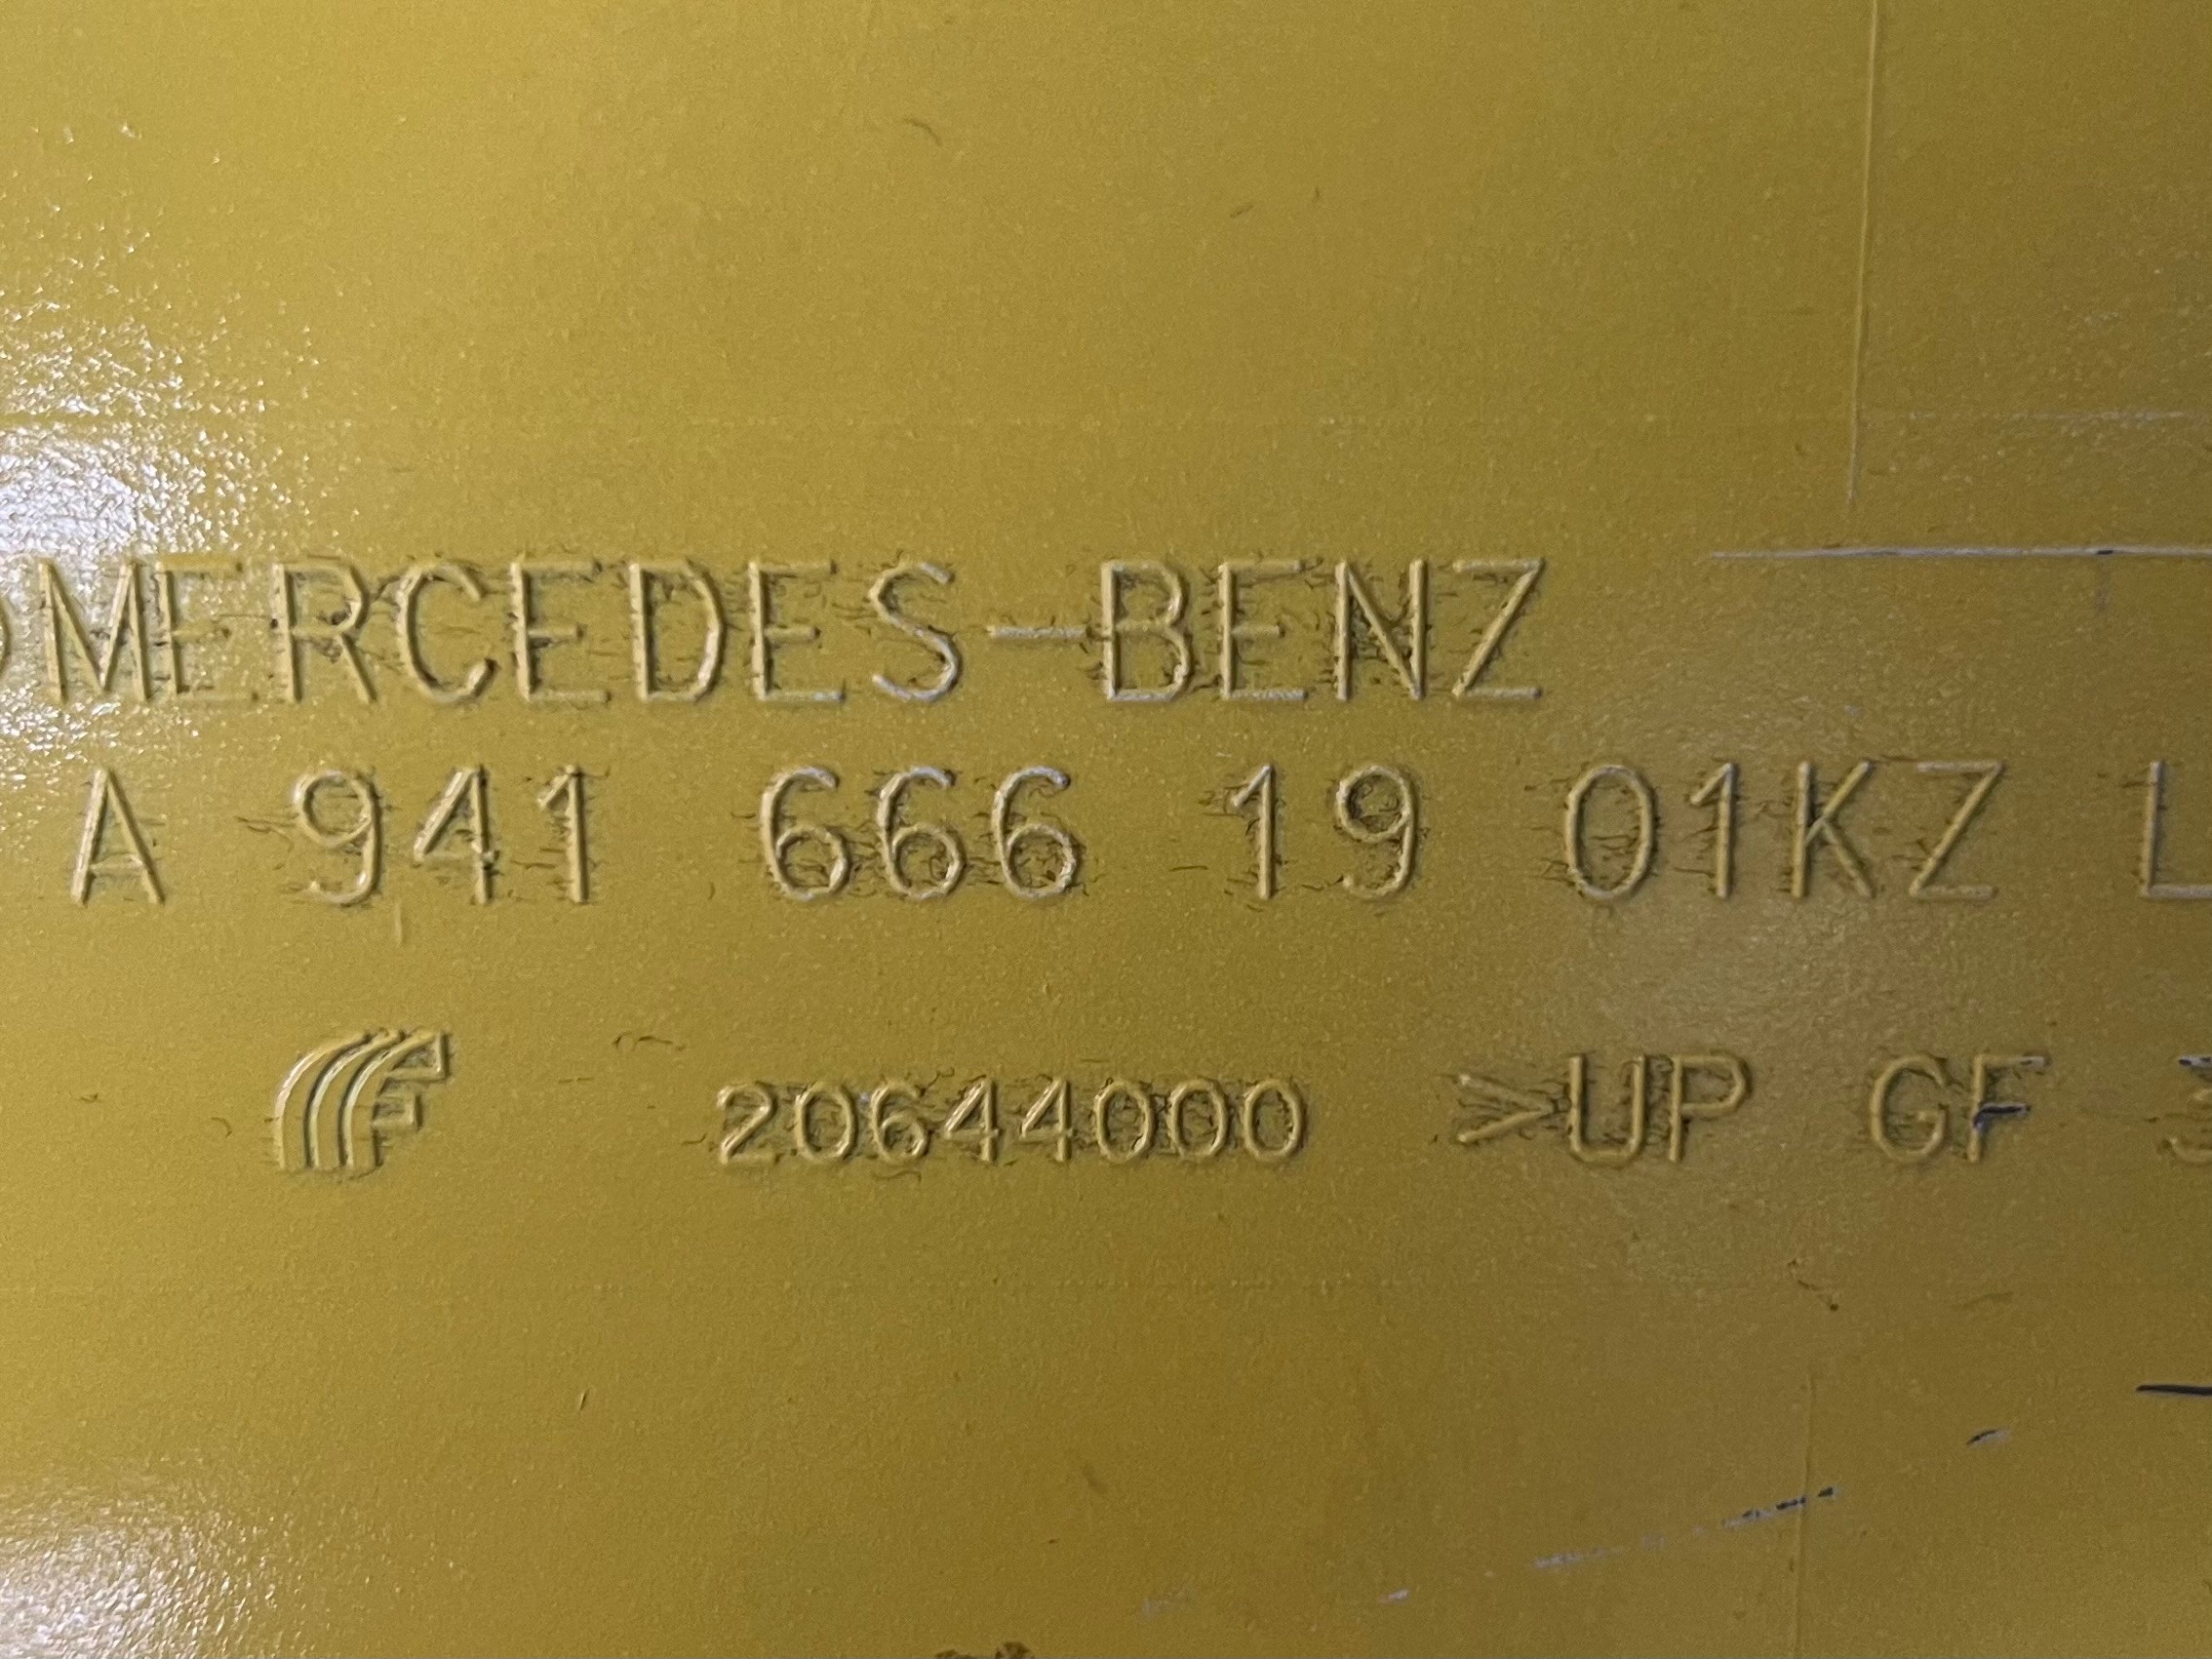 MERCEDES-BENZ
A 941 666 19 01KZ L
F 20644000 >UP GF